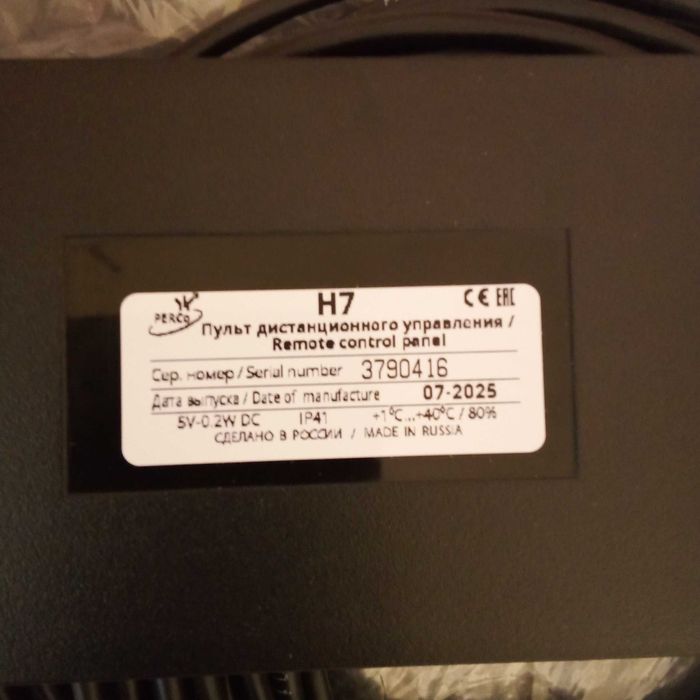 H7
CE EAC
PERCo
Пульт дистанционного управления /
Remote control panel
Сер. номер / Serial number 3790416
Дата выпуска / Date of manufacture 07-2025
5V-0.2W DC IP41 +1°C...+40°C / 80%
СДЕЛАНО В РОССИИ / MADE IN RUSSIA